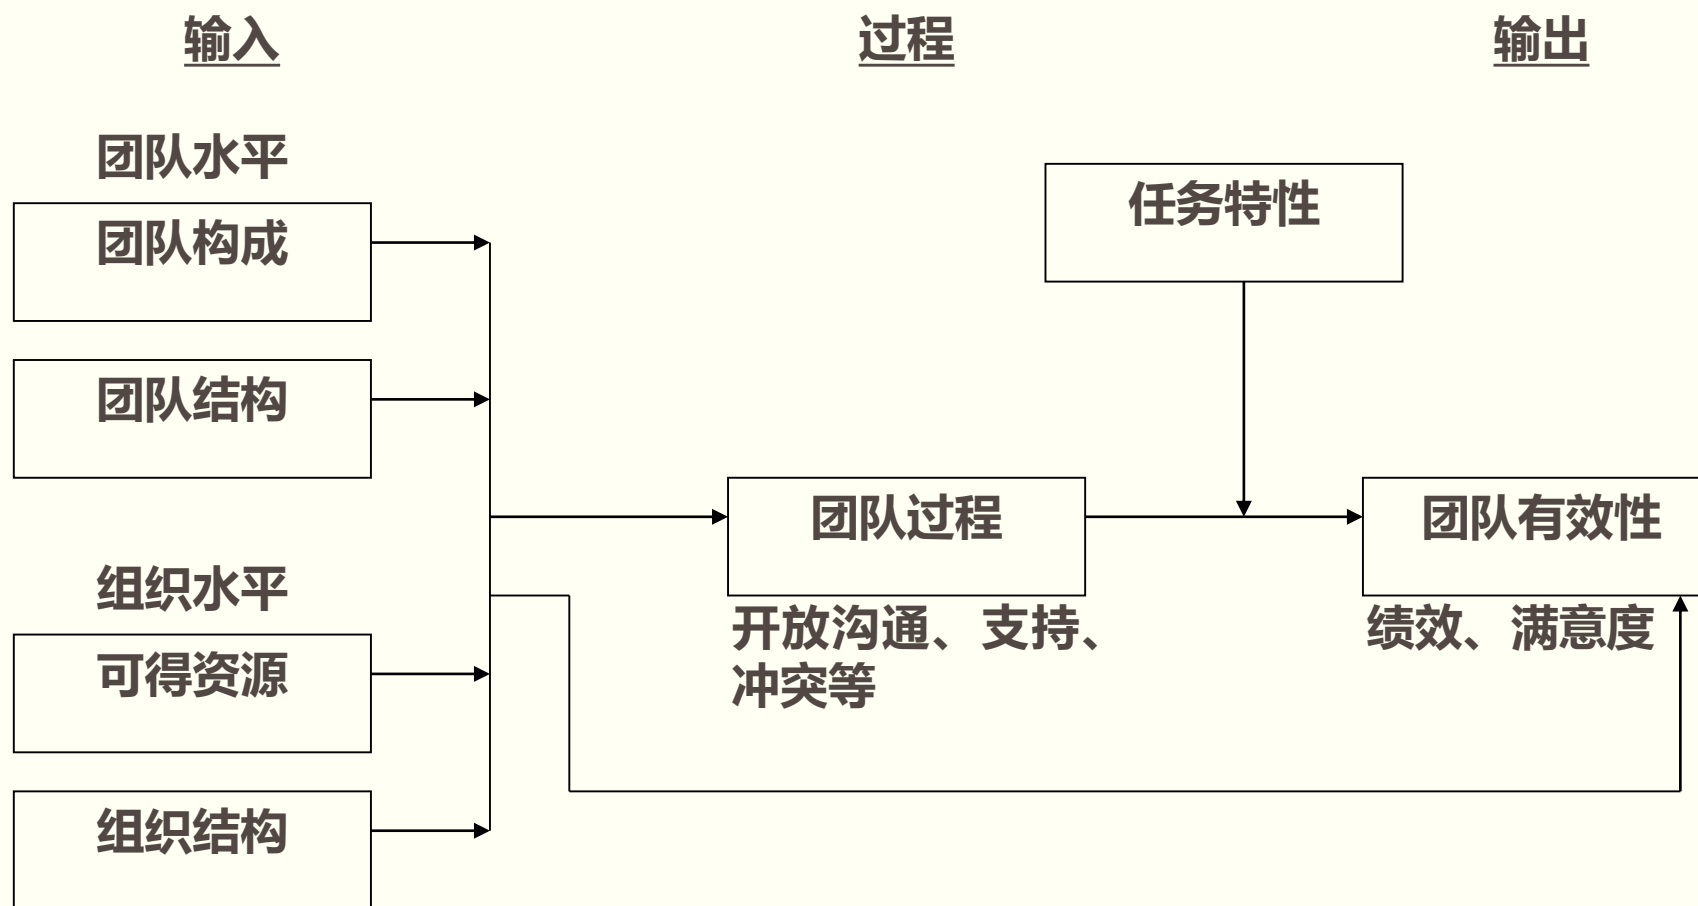 输入
过程
输出
团队水平
团队构成
任务特性
团队结构
团队过程
团队有效性
组织水平
开放沟通、支持、
冲突等
绩效、满意度
可得资源
组织结构